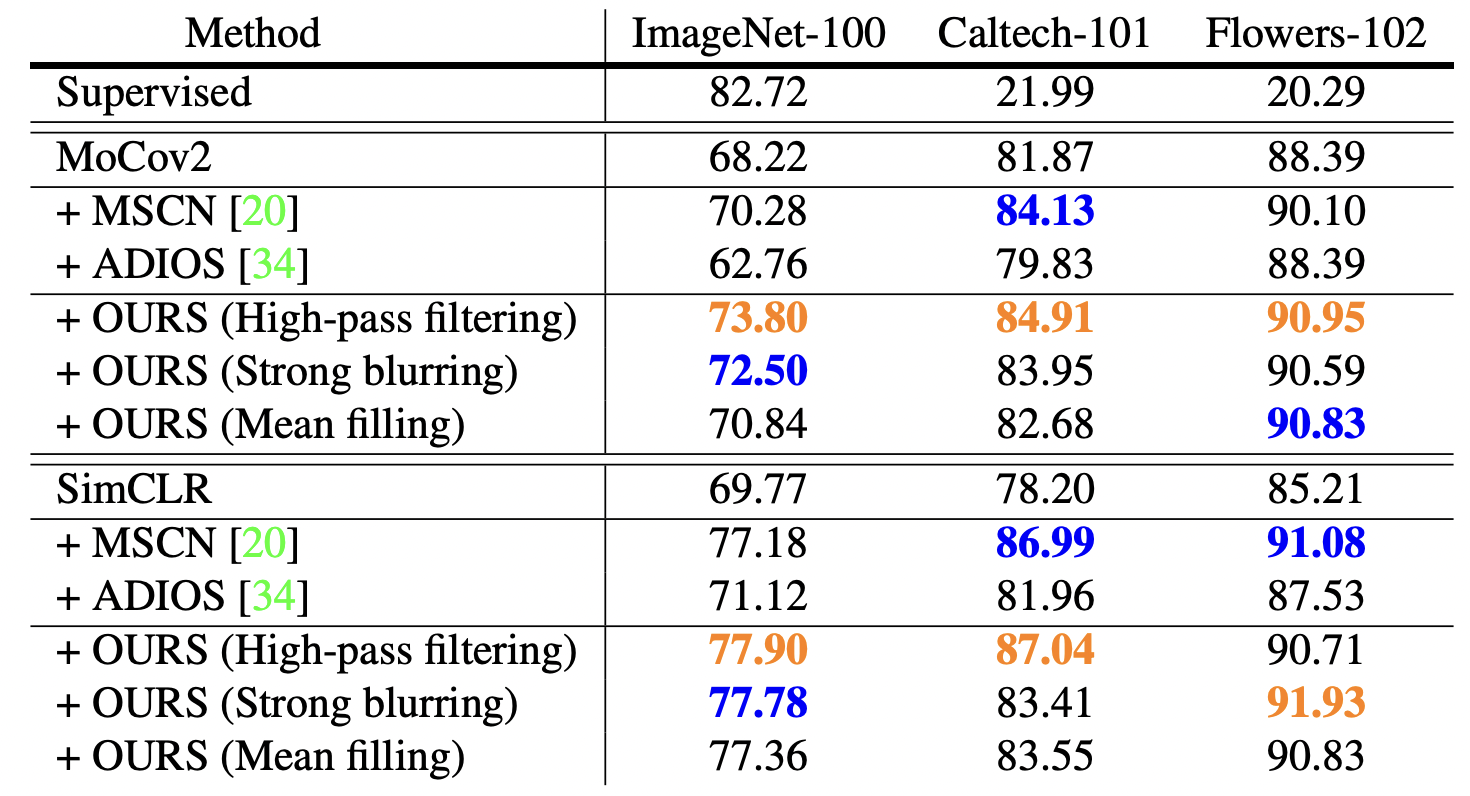 Method ImageNet-100 Caltech-101 Flowers-102
Supervised 82.72 21.99 20.29
MoCov2 68.22 81.87 88.39
+ MSCN [20] 70.28 84.13 90.10
+ ADIOS [34] 62.76 79.83 88.39
+ OURS (High-pass filtering) 73.80 84.91 90.95
+ OURS (Strong blurring) 72.50 83.95 90.59
+ OURS (Mean filling) 70.84 82.68 90.83
SimCLR 69.77 78.20 85.21
+ MSCN [20] 77.18 86.99 91.08
+ ADIOS [34] 71.12 81.96 87.53
+ OURS (High-pass filtering) 77.90 87.04 90.71
+ OURS (Strong blurring) 77.78 83.41 91.93
+ OURS (Mean filling) 77.36 83.55 90.83